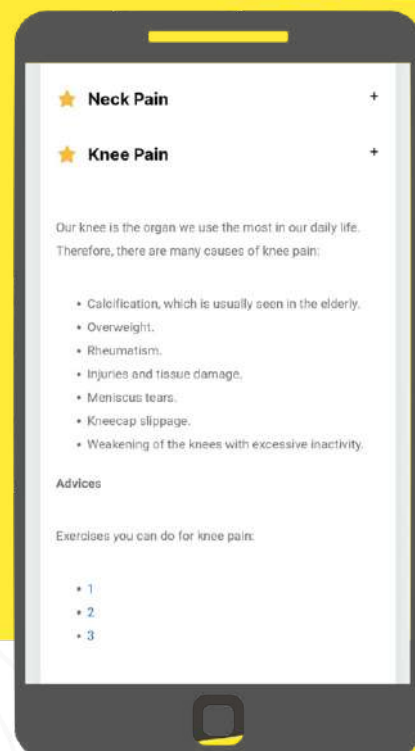 Neck Pain +
Knee Pain +
Our knee is the organ we use the most in our daily life.
Therefore, there are many causes of knee pain:
• Calcification, which is usually seen in the elderly.
• Overweight.
• Rheumatism.
• Injuries and tissue damage.
• Meniscus tears.
• Kneecap slippage.
• Weakening of the knees with excessive inactivity.
Advices
Exercises you can do for knee pain:
• 1
• 2
• 3